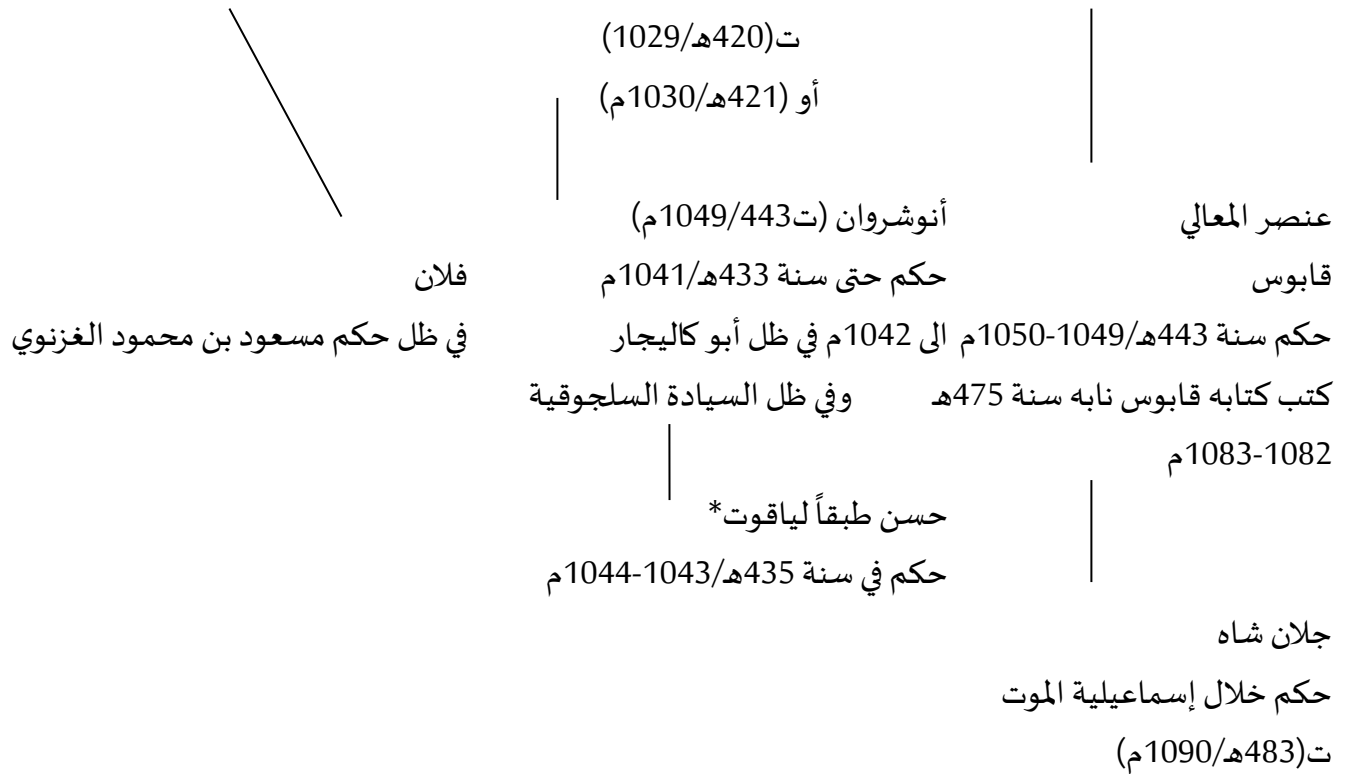 ت(420هـ/1029)
أو (421هـ/1030م)
عنصر المعالي أنوشروان (ت1049/443م)
قابوس حكم حتى سنة 433هـ/1041م فلان
حكم سنة 443هـ/1049-1050م الى 1042م في ظل أبو كاليجار في ظل حكم مسعود بن محمود الغزنوي
كتب كتابه قابوس نابه سنة 475هـ وفي ظل السيادة السلجوقية
1082-1083م
حسن طبقاً لياقوت*
حكم في سنة 435هـ/1043-1044م
جلان شاه
حكم خلال إسماعيلية الموت
ت(483هـ/1090م)